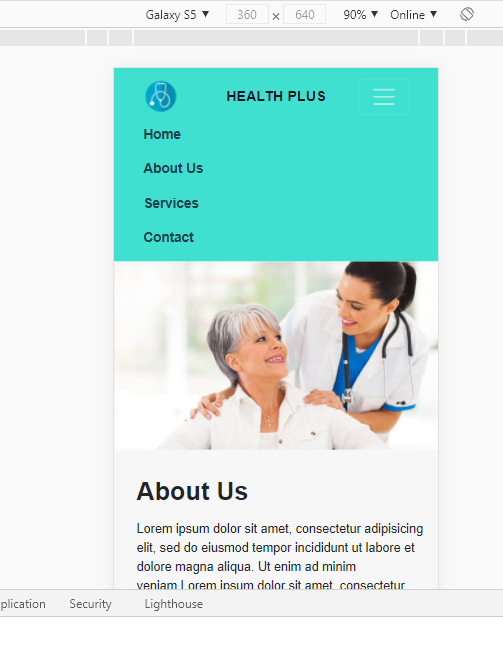 Galaxy S5 ▼ 360 × 640 90% ▼ Online ▼
HEALTH PLUS
Home
About Us
Services
Contact
About Us
Lorem ipsum dolor sit amet, consectetur adipisicing
elit, sed do eiusmod tempor incididunt ut labore et
dolore magna aliqua. Ut enim ad minim
veniam.Lorem ipsum dolor sit amet, consectetur
plication Security Lighthouse